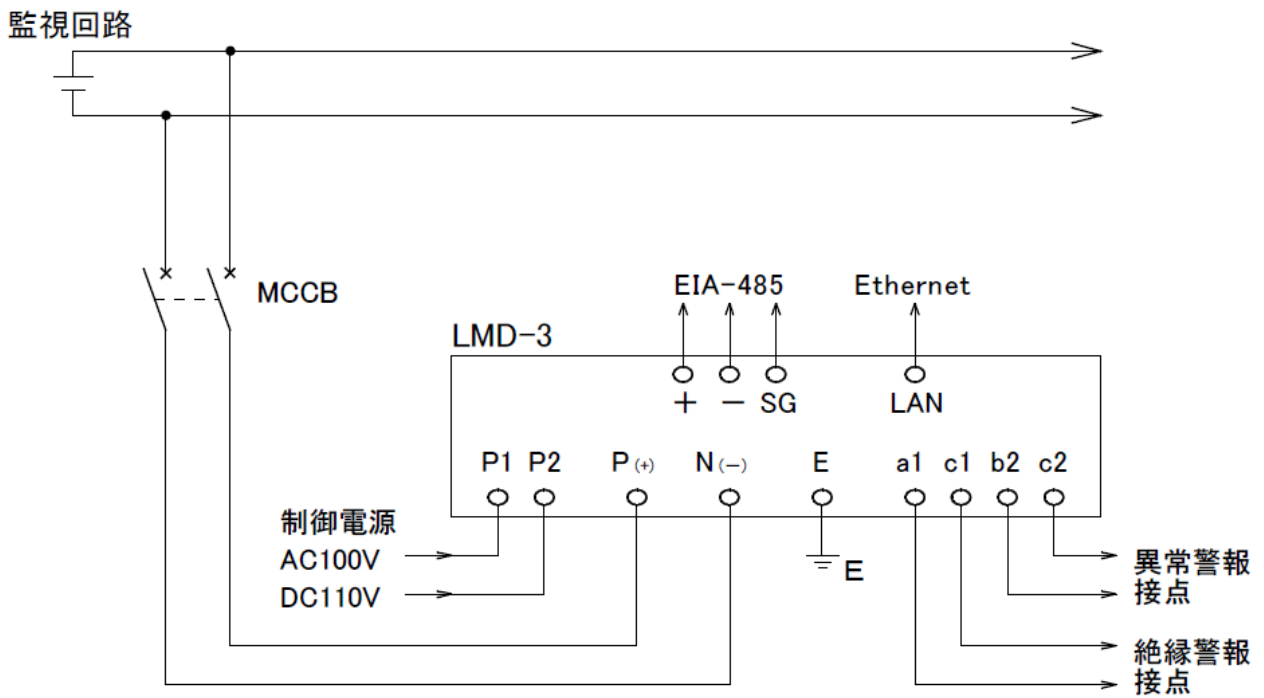 監視回路
MCCB
EIA-485 Ethernet
LMD-3
+ - SG LAN
P1 P2 P(+) N(-) E a1 c1 b2 c2
制御電源
AC100V
DC110V
E
異常警報
接点
絶縁警報
接点